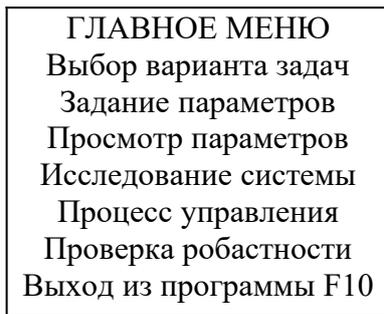 ГЛАВНОЕ МЕНЮ
Выбор варианта задач
Задание параметров
Просмотр параметров
Исследование системы
Процесс управления
Проверка робастности
Выход из программы F10